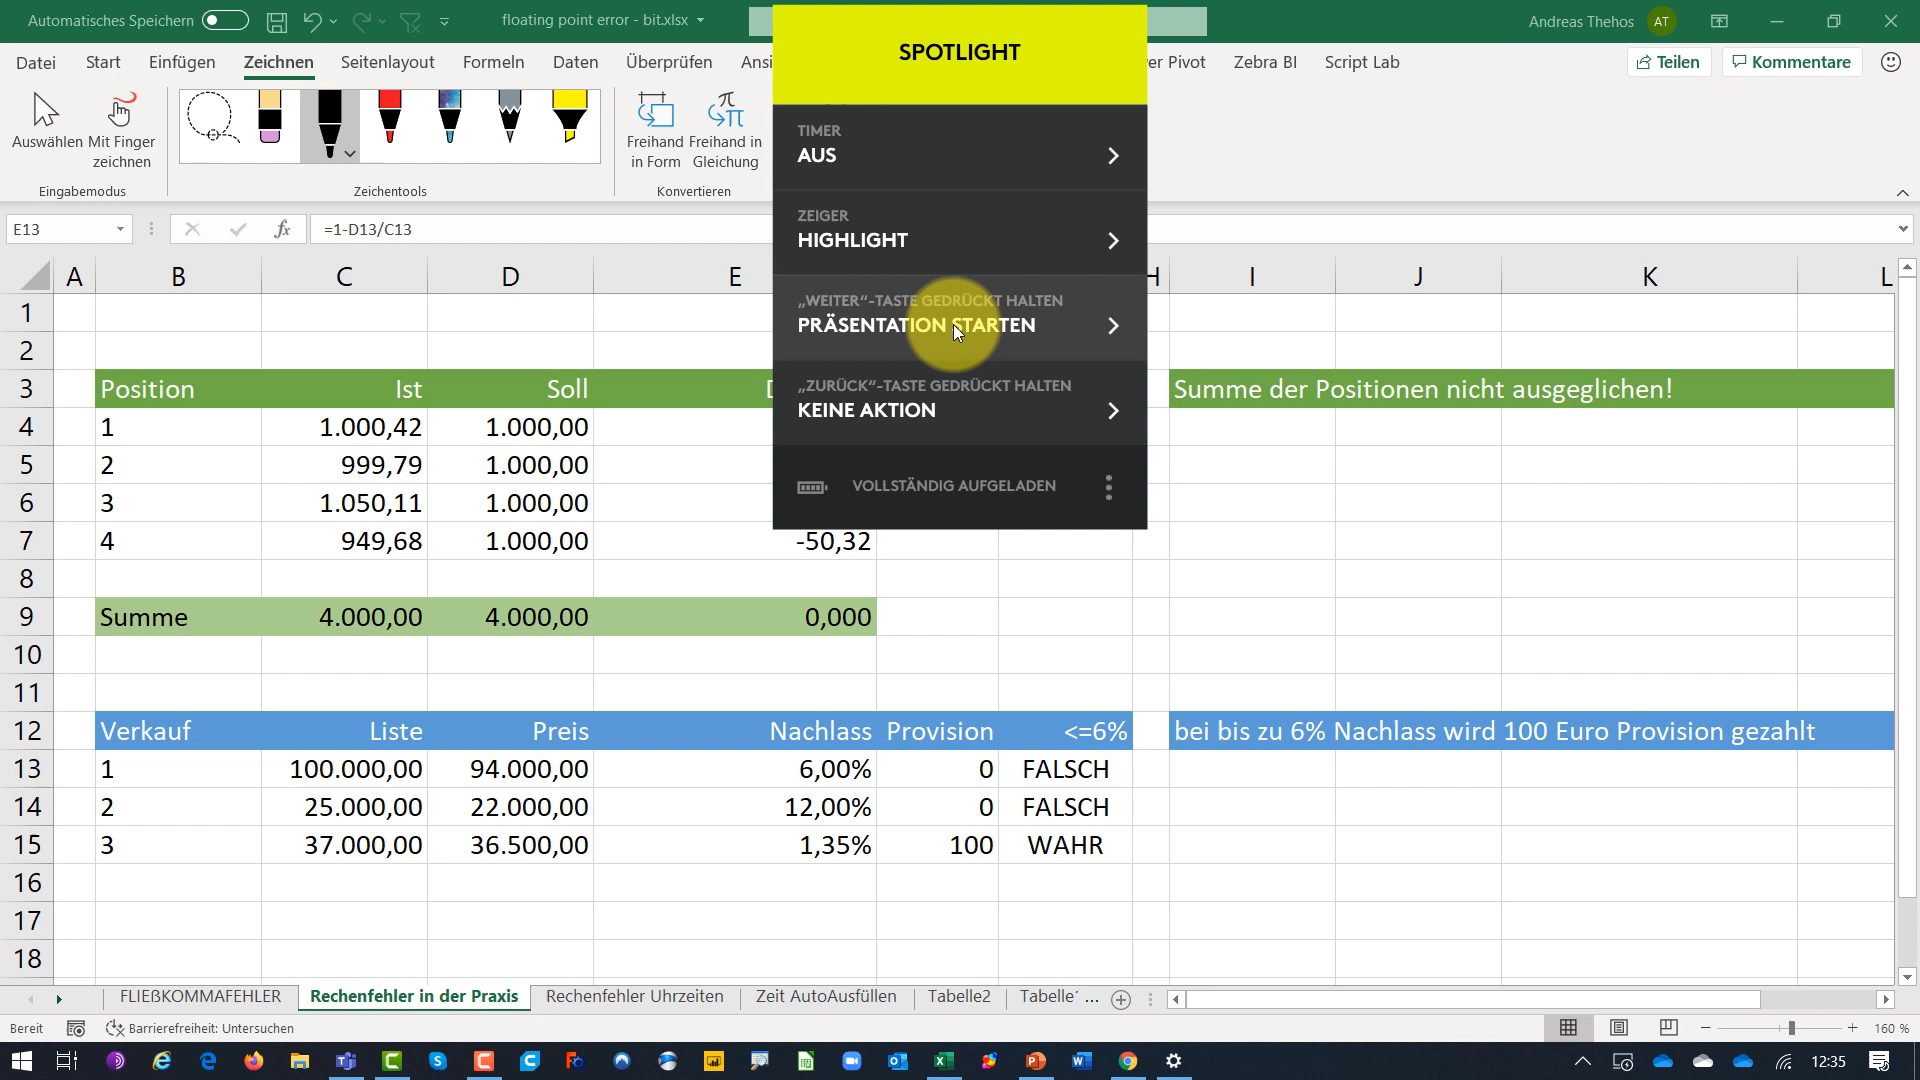 Automatisches Speichern
floating point error - bit.xlsx
Andreas Thehos AT
Datei Start Einfügen Zeichnen Seitenlayout Formeln Daten Überprüfen Ansi
er Pivot Zebra BI Script Lab Teilen Kommentare
Auswählen Mit Finger zeichnen
Eingabemodus
Zeichentools
Freihand in Form
Freihand in Gleichung
Konvertieren
SPOTLIGHT
TIMER
AUS
ZEIGER
HIGHLIGHT
„WEITER“-TASTE GEDRÜCKT HALTEN
PRÄSENTATION STARTEN
„ZURÜCK“-TASTE GEDRÜCKT HALTEN
KEINE AKTION
VOLLSTÄNDIG AUFGELADEN
E13 fx =1-D13/C13
A B C D E H I J K L
1
2
3 Position Ist Soll D Summe der Positionen nicht ausgeglichen!
4 1 1.000,42 1.000,00
5 2 999,79 1.000,00
6 3 1.050,11 1.000,00
7 4 949,68 1.000,00 -50,32
8
9 Summe 4.000,00 4.000,00 0,000
10
11
12 Verkauf Liste Preis Nachlass Provision <=6% bei bis zu 6% Nachlass wird 100 Euro Provision gezahlt
13 1 100.000,00 94.000,00 6,00% 0 FALSCH
14 2 25.000,00 22.000,00 12,00% 0 FALSCH
15 3 37.000,00 36.500,00 1,35% 100 WAHR
16
17
18
FLIEßKOMMAFEHLER Rechenfehler in der Praxis Rechenfehler Uhrzeiten Zeit AutoAusfüllen Tabelle2 Tabelle ...
Bereit Barrierefreiheit: Untersuchen 160 %
12:35